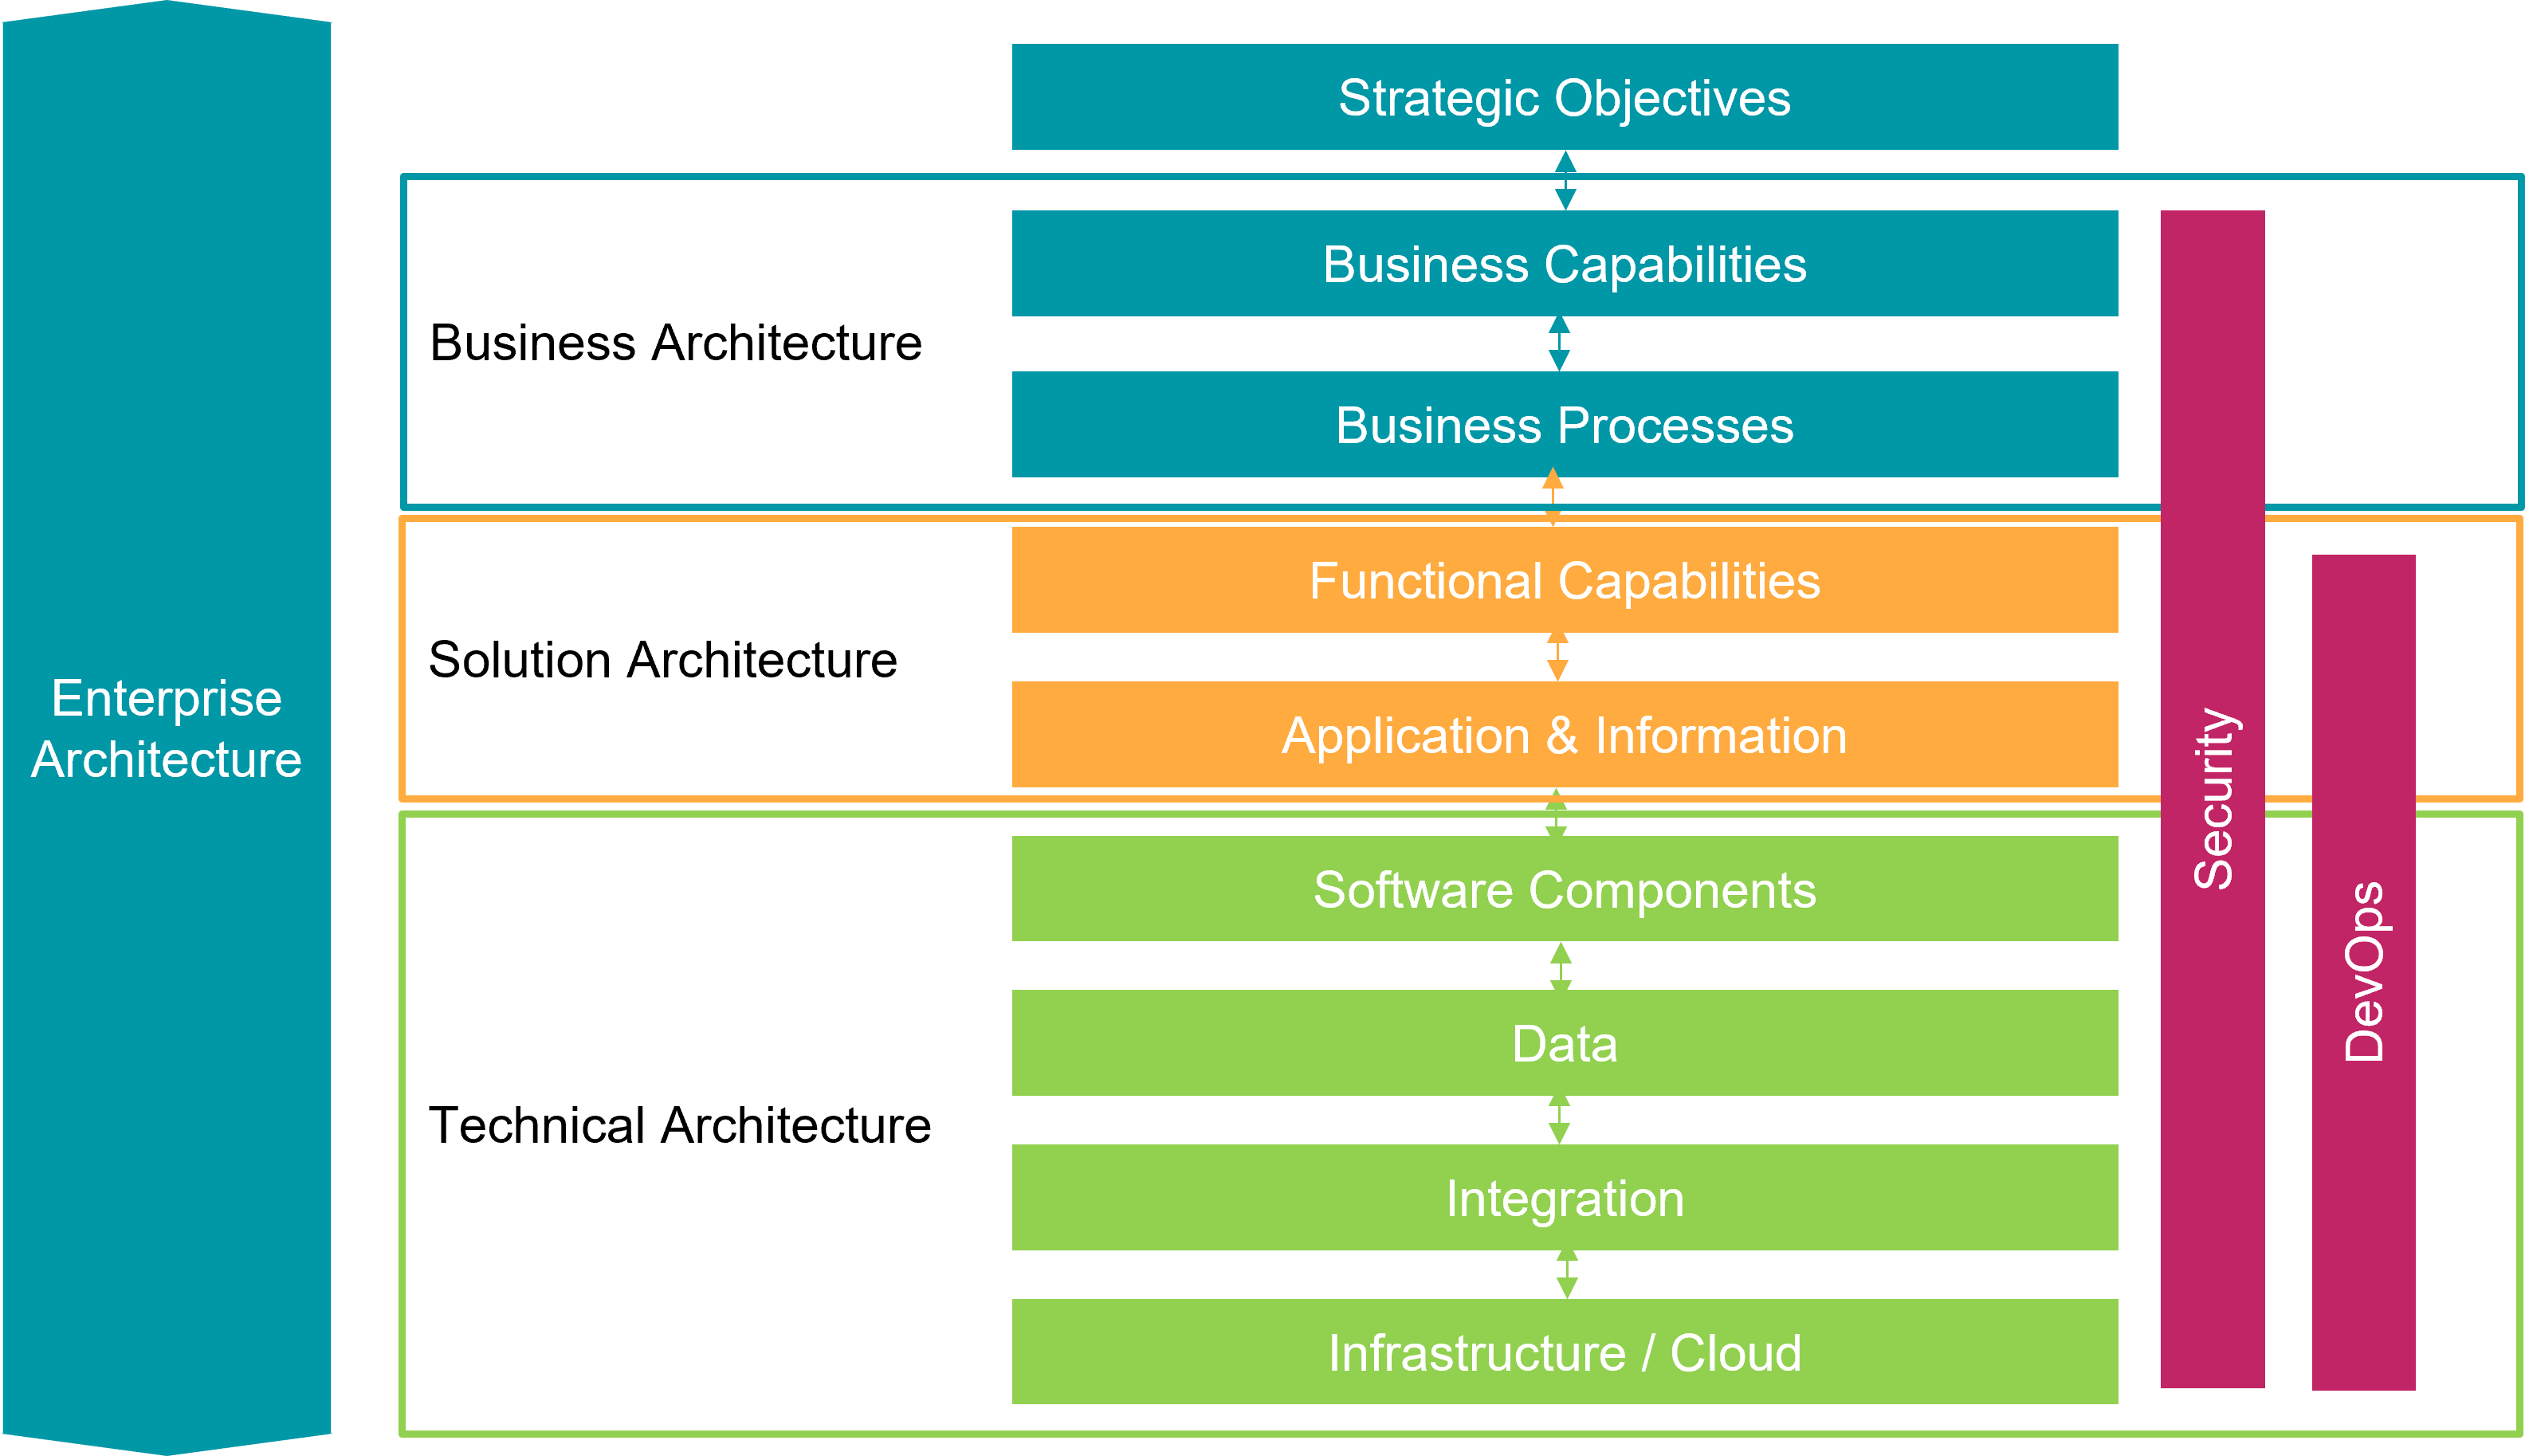 Enterprise
Architecture
Strategic Objectives
Business Architecture
Business Capabilities
Business Processes
Solution Architecture
Functional Capabilities
Application & Information
Technical Architecture
Software Components
Data
Integration
Infrastructure / Cloud
Security
DevOps